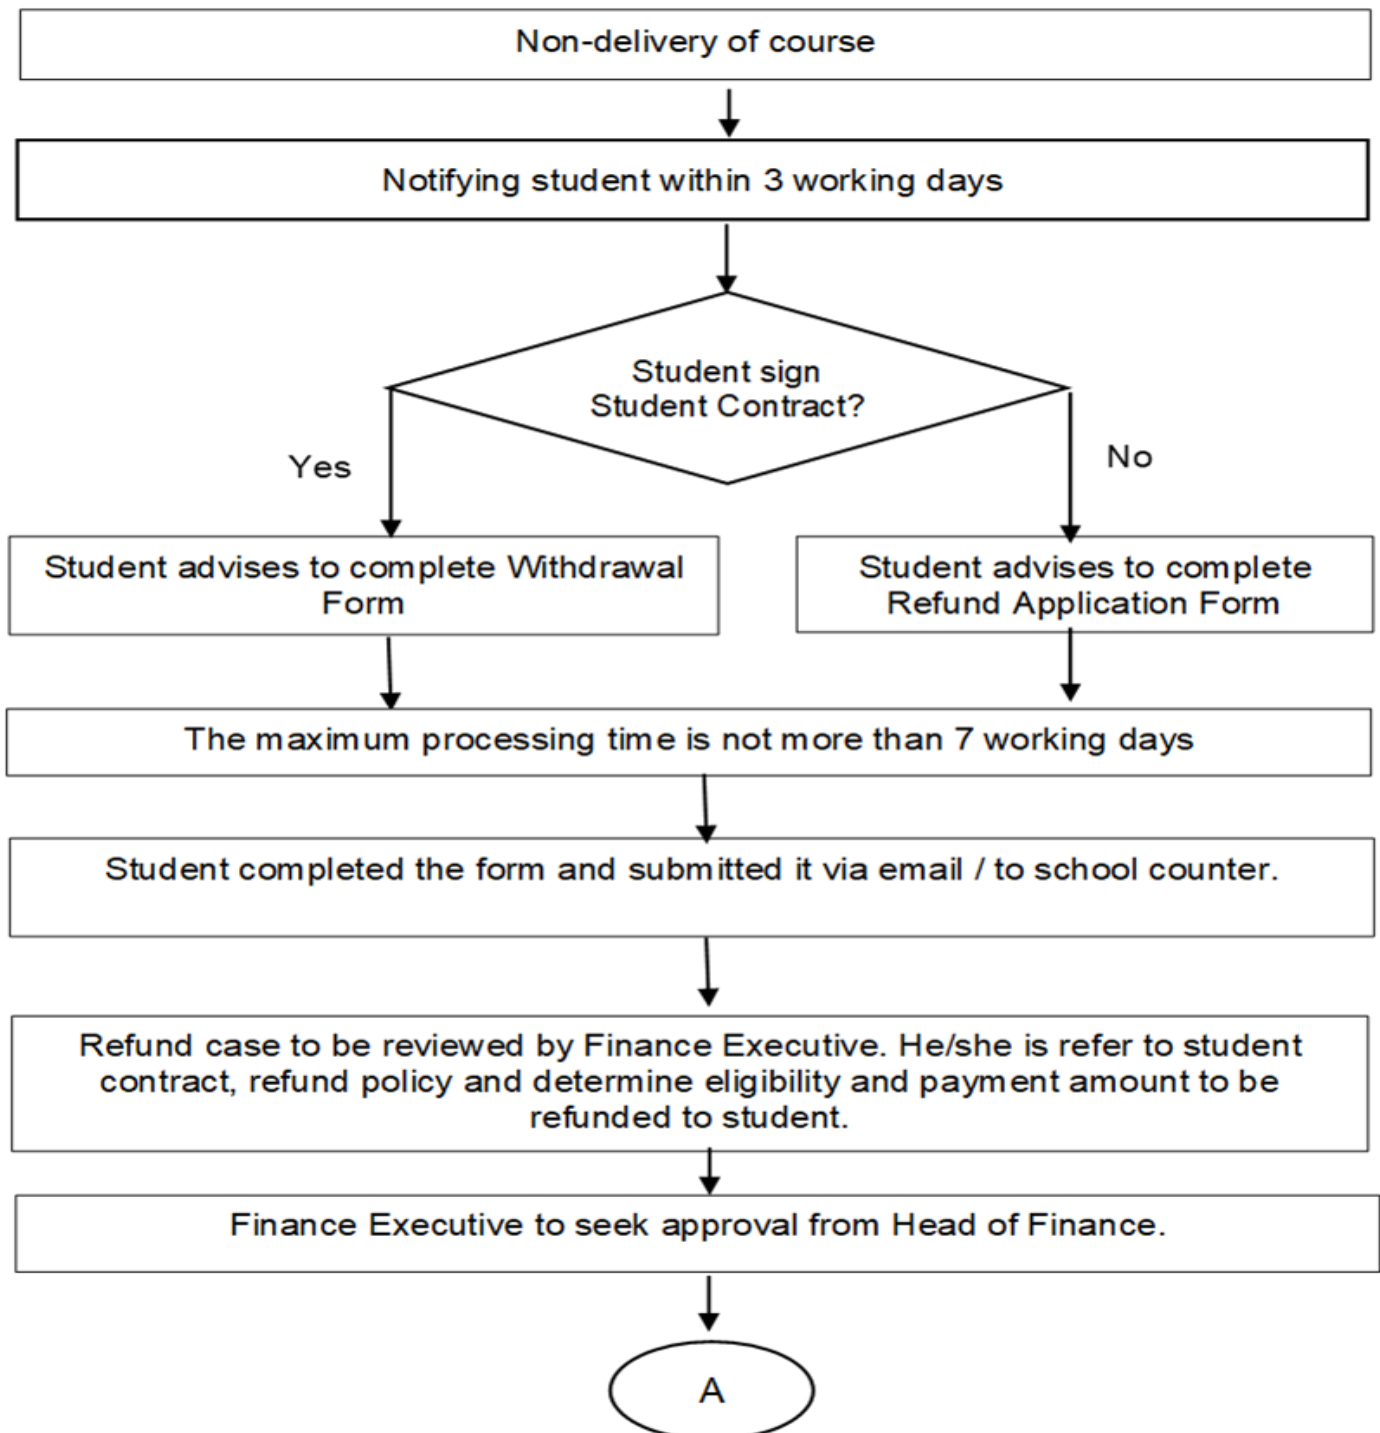 Non-delivery of course
Notifying student within 3 working days
Student sign
Student Contract?
Yes
No
Student advises to complete Withdrawal
Form
Student advises to complete
Refund Application Form
The maximum processing time is not more than 7 working days
Student completed the form and submitted it via email / to school counter.
Refund case to be reviewed by Finance Executive. He/she is refer to student
contract, refund policy and determine eligibility and payment amount to be
refunded to student.
Finance Executive to seek approval from Head of Finance.
A